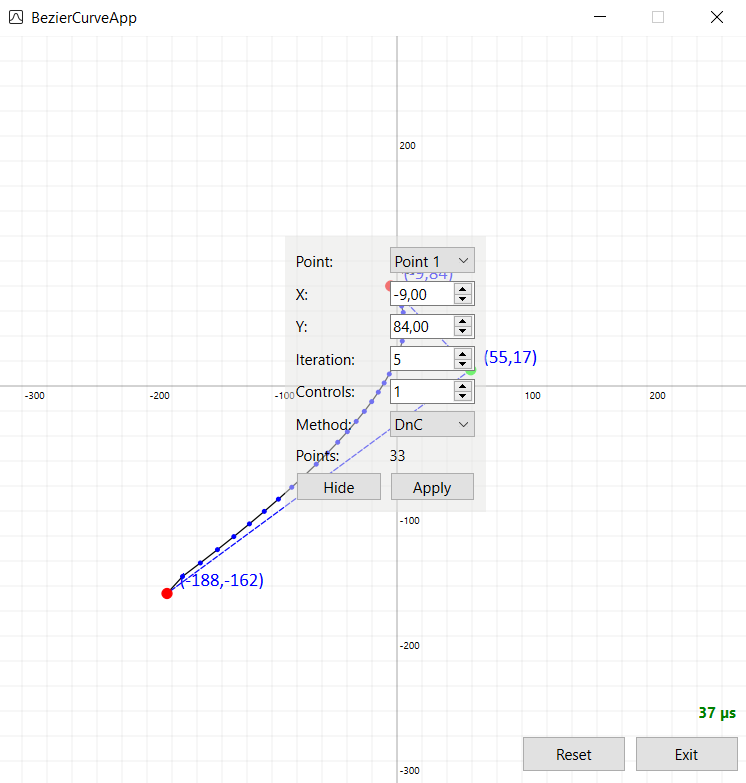 BezierCurveApp
200
Point: Point 1
(-9,84)
X: -9,00
Y: 84,00
Iteration: 5
(55,17)
-300 -200 -100 100 200
Controls: 1
Method: DnC
Points: 33
Hide Apply
-100
(-188,-162)
-200
37 µs
Reset Exit
-300